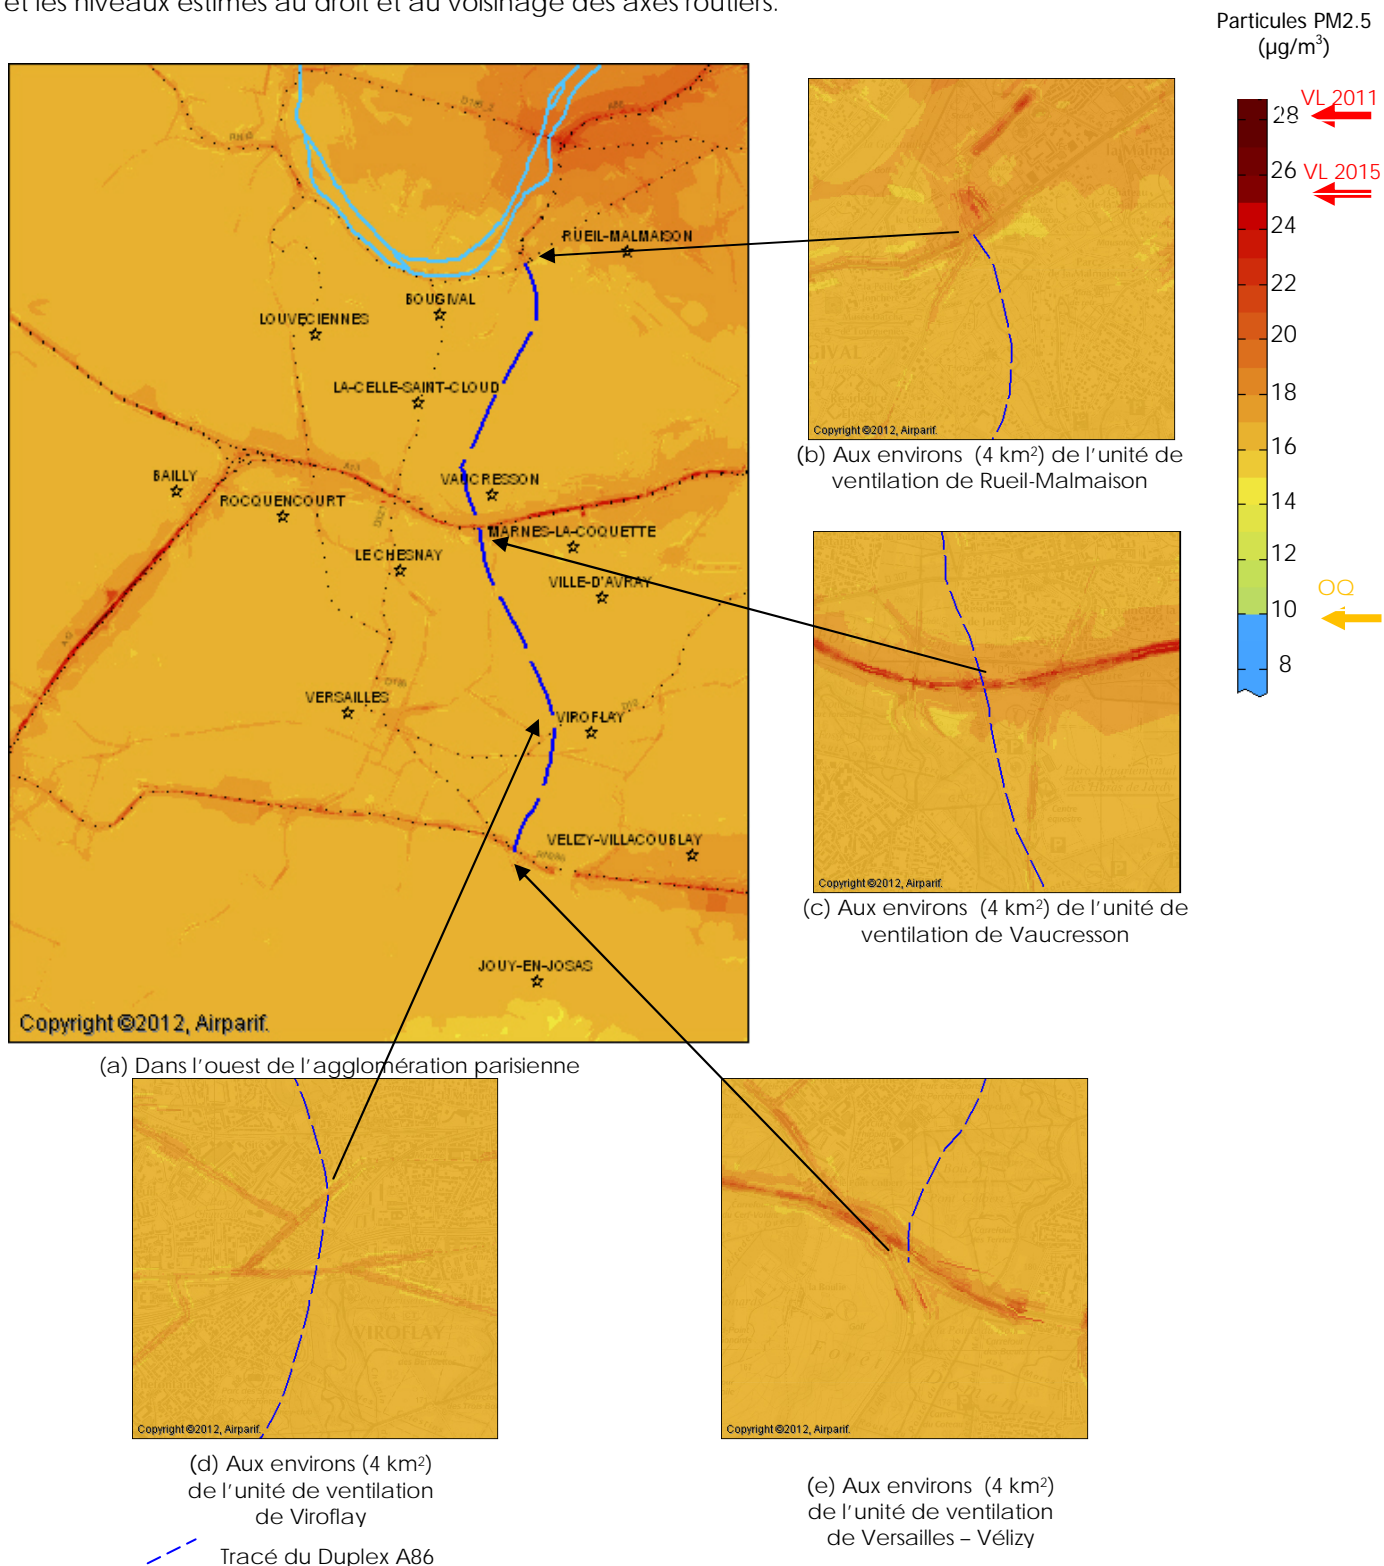 et les niveaux estimés au droit et au voisinage des axes routiers.
Particules PM2.5
(µg/m³)
VL 2011
28
26
VL 2015
24
22
20
18
16
14
12
10
OQ
8
RUEIL-MALMAISON
BOUGIVAL
LOUVECIENNES
LA-CELLE-SAINT-CLOUD
BAILLY
VAUCRESSON
ROCQUENCOURT
MARNES-LA-COQUETTE
LE CHESNAY
VILLE-D'AVRAY
VERSAILLES
VIROFLAY
VELIZY-VILLACOUBLAY
JOUY-EN-JOSAS
Copyright ©2012, Airparif.
(a) Dans l'ouest de l'agglomération parisienne
GIVAL
Copyright ©2012, Airparif.
(b) Aux environs (4 km²) de l'unité de
ventilation de Rueil-Malmaison
Copyright ©2012, Airparif.
(c) Aux environs (4 km²) de l'unité de
ventilation de Vaucresson
VIROFLAY
Copyright ©2012, Airparif.
(d) Aux environs (4 km²)
de l'unité de ventilation
de Viroflay
Copyright ©2012, Airparif.
(e) Aux environs (4 km²)
de l'unité de ventilation
de Versailles – Vélizy
Tracé du Duplex A86